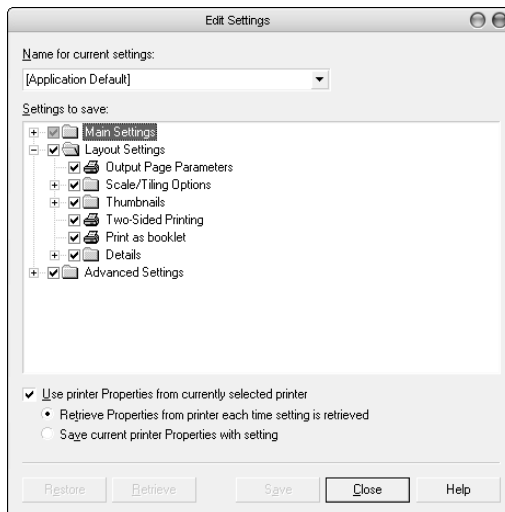 Edit Settings
Name for current settings:
[Application Default]
Settings to save:
Main Settings
Layout Settings
Output Page Parameters
Scale/Tiling Options
Thumbnails
Two-Sided Printing
Print as booklet
Details
Advanced Settings
Use printer Properties from currently selected printer
Retrieve Properties from printer each time setting is retrieved
Save current printer Properties with setting
Restore Retrieve Save Close Help